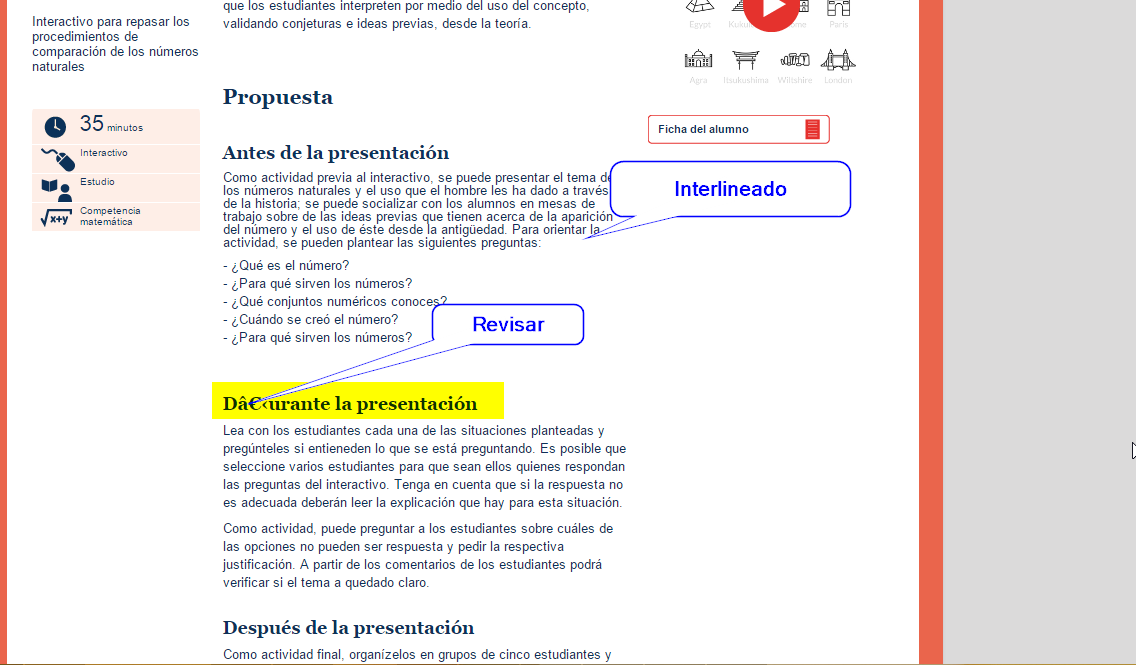 Interactivo para repasar los
procedimientos de
comparación de los números
naturales
35 minutos
Interactivo
Estudio
Competencia
matemática
x+y
que los estudiantes interpreten por medio del uso del concepto,
validando conjeturas e ideas previas, desde la teoría.
Propuesta
Antes de la presentación
Como actividad previa al interactivo, se puede presentar el tema de
los números naturales y el uso que el hombre les ha dado a través
de la historia; se puede socializar con los alumnos en mesas de
trabajo sobre de las ideas previas que tienen acerca de la aparición
del número y el uso de éste desde la antigüedad. Para orientar la
actividad, se pueden plantear las siguientes preguntas:
- ¿Qué es el número?
- ¿Para qué sirven los números?
- ¿Qué conjuntos numéricos conoces?
- ¿Cuándo se creó el número?
- ¿Para qué sirven los números?
Revisar
Dâ€‹urante la presentación
Lea con los estudiantes cada una de las situaciones planteadas y
pregúnteles si entieneden lo que se está preguntando. Es posible que
seleccione varios estudiantes para que sean ellos quienes respondan
las preguntas del interactivo. Tenga en cuenta que si la respuesta no
es adecuada deberán leer la explicación que hay para esta situación.
Como actividad, puede preguntar a los estudiantes sobre cuáles de
las opciones no pueden ser respuesta y pedir la respectiva
justificación. A partir de los comentarios de los estudiantes podrá
verificar si el tema a quedado claro.
Después de la presentación
Como actividad final, organízelos en grupos de cinco estudiantes y
Egypt Paris
Agra Itsukushima Wiltshire London
Ficha del alumno
Interlineado